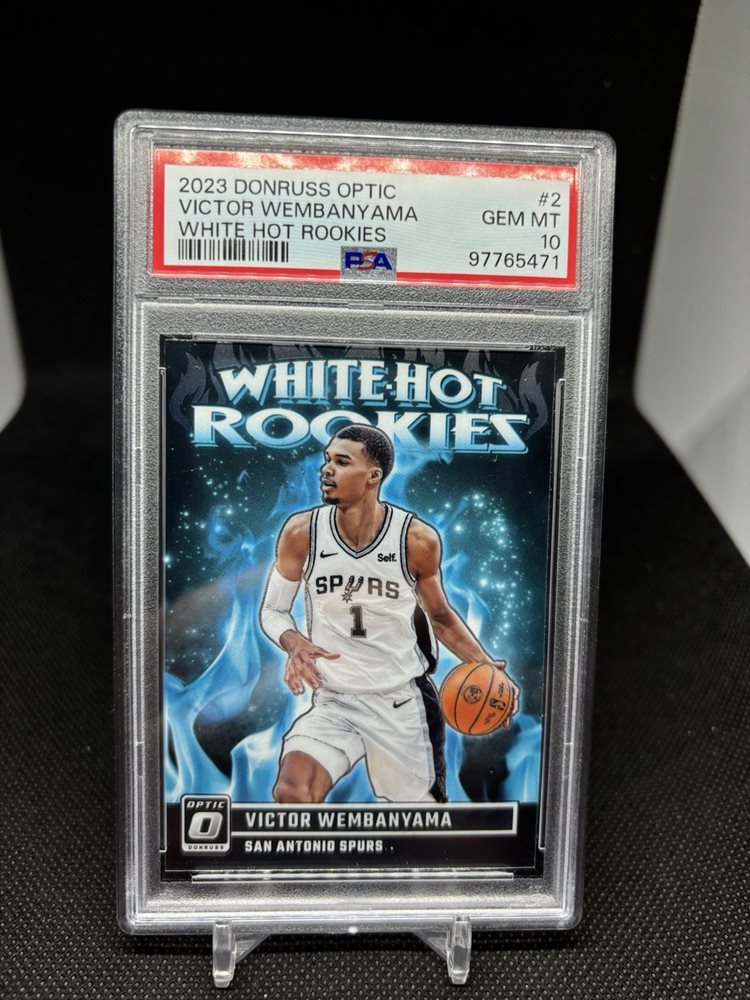 2023 DONRUSS OPTIC #2
VICTOR WEMBANYAMA GEM MT
WHITE HOT ROOKIES 10
PSA 97765471
WHITE-HOT
ROOKIES
Self.
SPURS
1
OPTIC
DONRUSS
VICTOR WEMBANYAMA
SAN ANTONIO SPURS